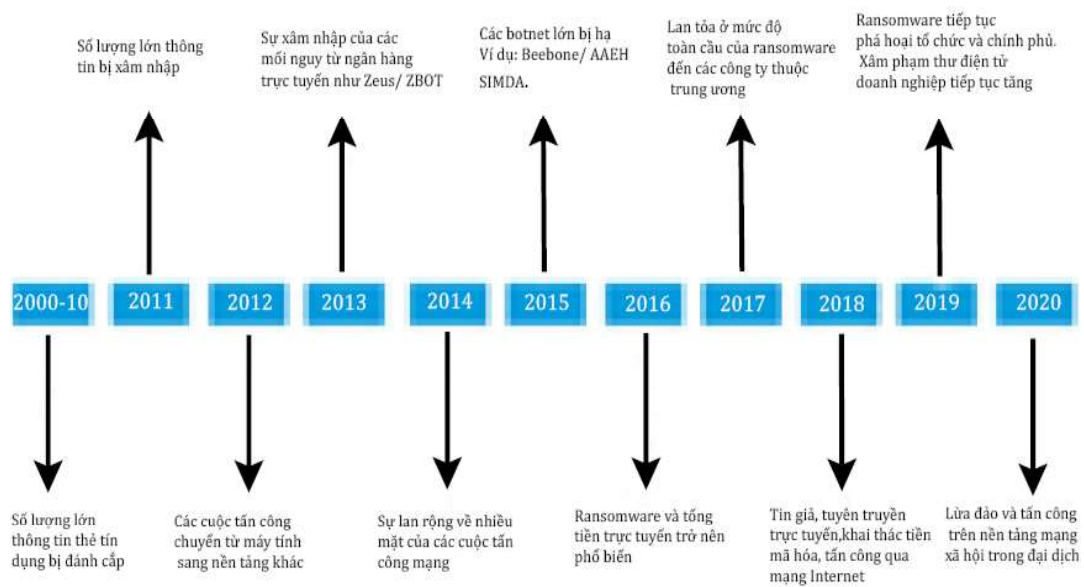 Số lượng lớn thông
tin bị xâm nhập
Sự xâm nhập của các
mối nguy từ ngân hàng
trực tuyến như Zeus/ ZBOT
Các botnet lớn bị hạ
Ví dụ: Beebone/ AAEH
SIMDA.
Lan tỏa ở mức độ
toàn cầu của ransomware
đến các công ty thuộc
trung ương
Ransomware tiếp tục
phá hoại tổ chức và chính phủ.
Xâm phạm thư điện tử
doanh nghiệp tiếp tục tăng
2000-10
2011
2012
2013
2014
2015
2016
2017
2018
2019
2020
Số lượng lớn
thông tin thẻ tín
dụng bị đánh cắp
Các cuộc tấn công
chuyển từ máy tính
sang nền tảng khác
Sự lan rộng về nhiều
mặt của các cuộc tấn
công mạng
Ransomware và tống
tiền trực tuyến trở nên
phổ biến
Tin giả, tuyên truyền
trực tuyến,khai thác tiền
mã hóa, tấn công qua
mạng Internet
Lừa đảo và tấn công
trên nền tảng mạng
xã hội trong đại dịch